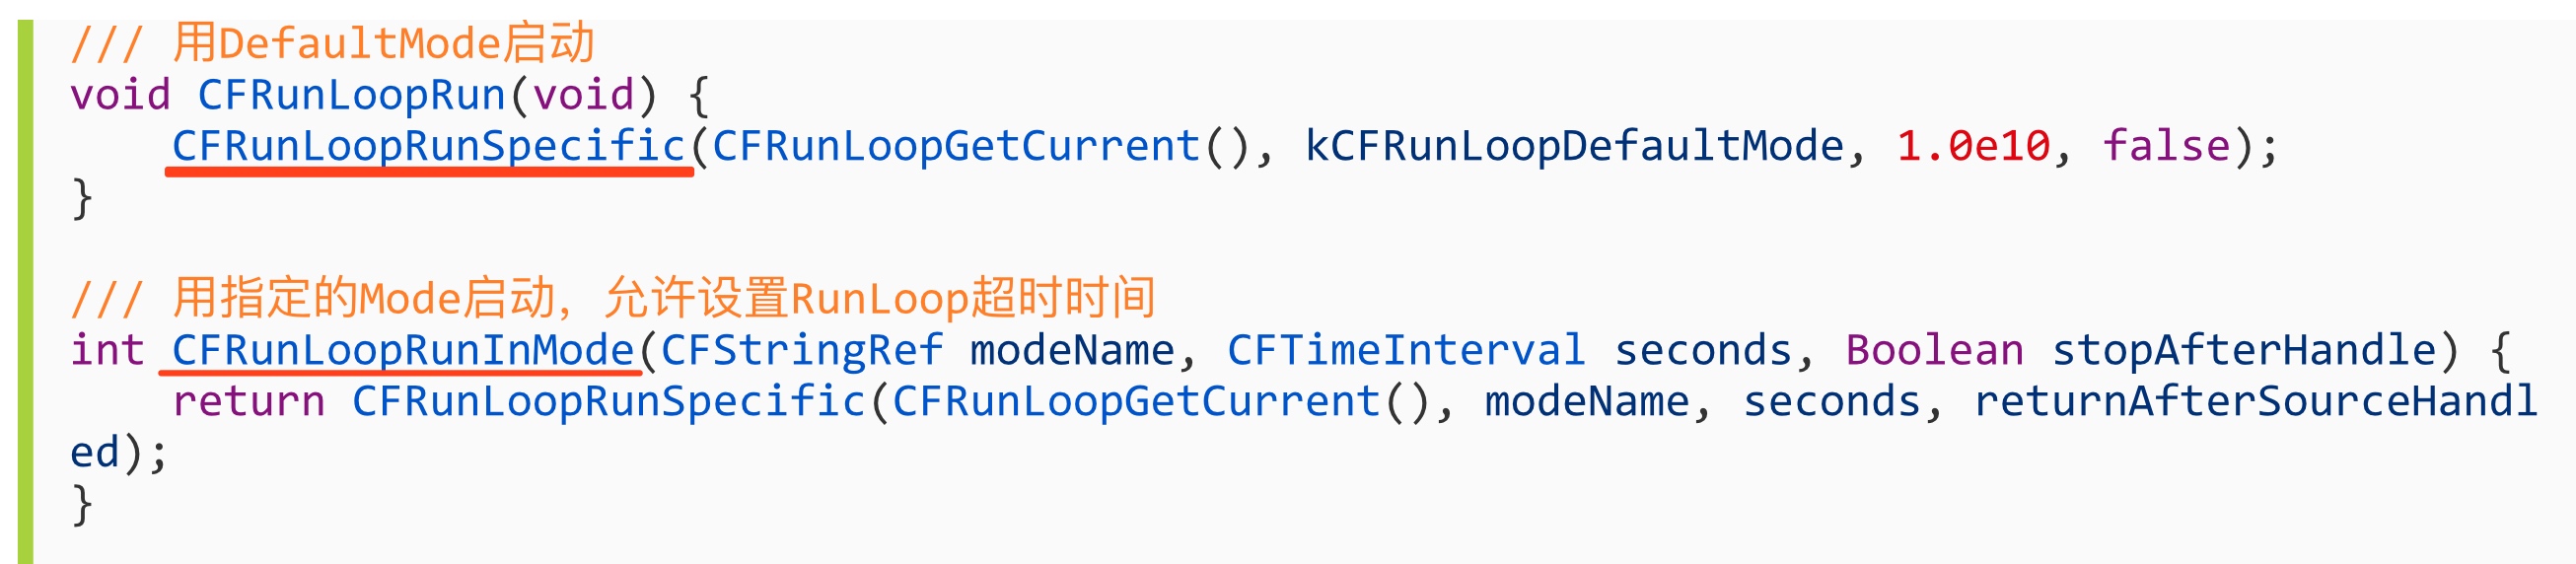 /// 用DefaultMode启动
void CFRunLoopRun(void) {
    CFRunLoopRunSpecific(CFRunLoopGetCurrent(), kCFRunLoopDefaultMode, 1.0e10, false);
}
/// 用指定的Mode启动，允许设置RunLoop超时时间
int CFRunLoopRunInMode(CFStringRef modeName, CFTimeInterval seconds, Boolean stopAfterHandle) {
    return CFRunLoopRunSpecific(CFRunLoopGetCurrent(), modeName, seconds, returnAfterSourceHandl
ed);
}